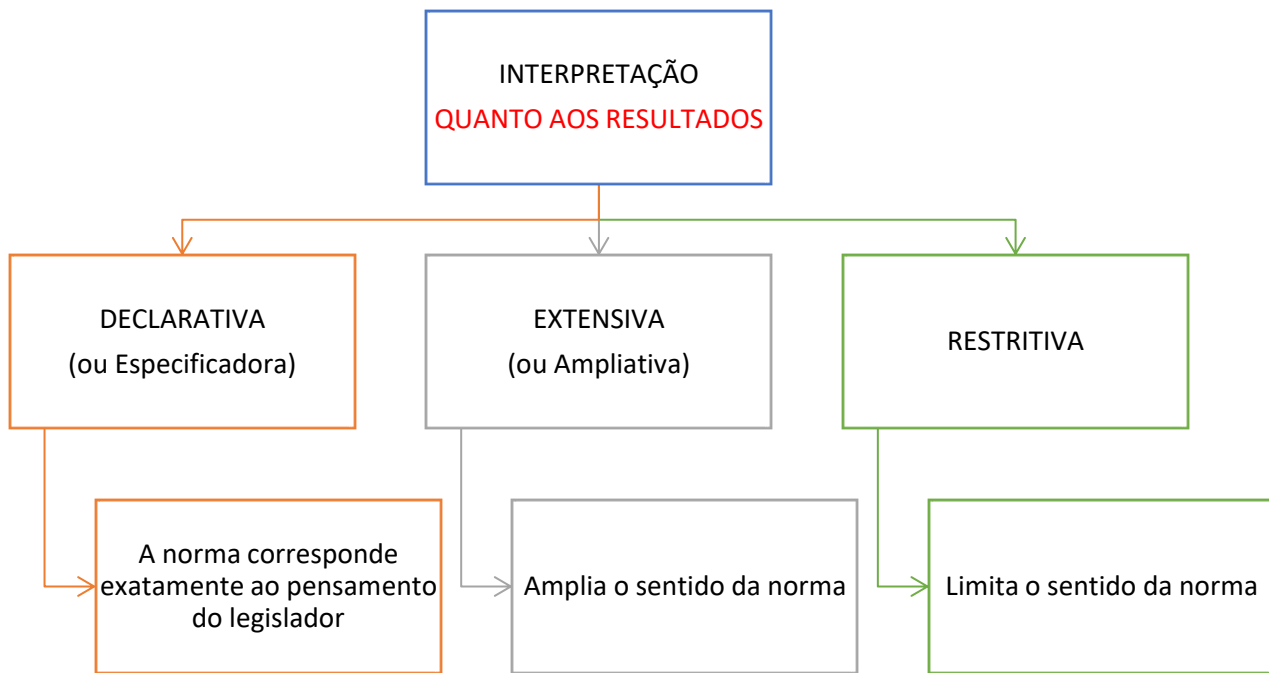 INTERPRETAÇÃO
QUANTO AOS RESULTADOS
DECLARATIVA
(ou Especificadora)
EXTENSIVA
(ou Ampliativa)
RESTRITIVA
A norma corresponde
exatamente ao pensamento
do legislador
Amplia o sentido da norma
Limita o sentido da norma